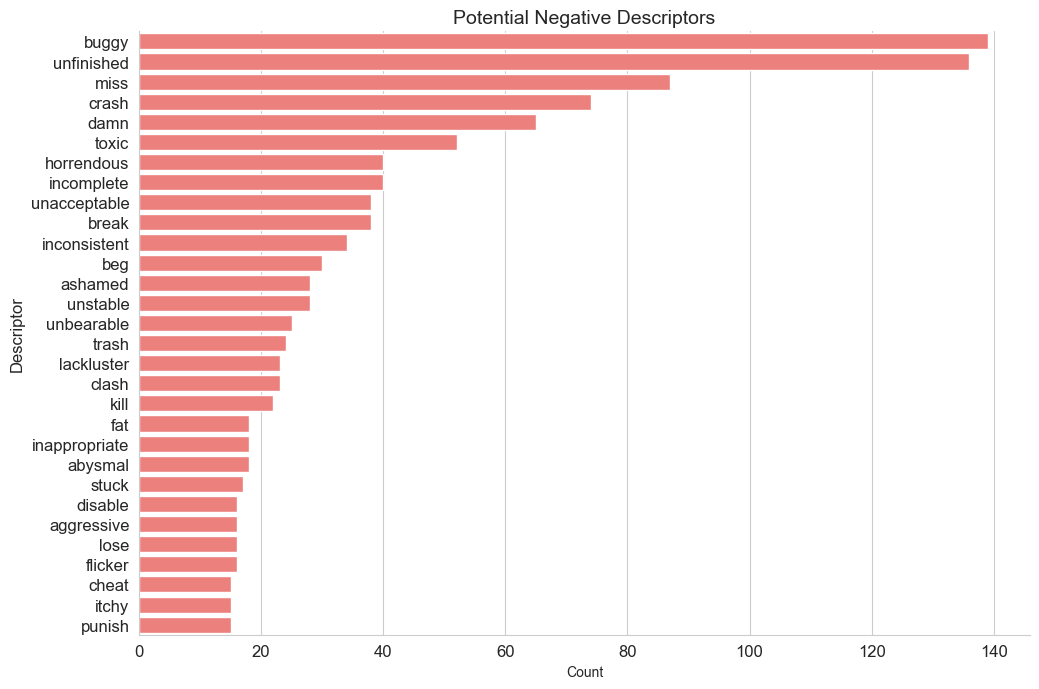 Potential Negative Descriptors
buggy
unfinished
miss
crash
damn
toxic
horrendous
incomplete
unacceptable
break
inconsistent
beg
ashamed
unstable
unbearable
trash
lackluster
clash
kill
fat
inappropriate
abysmal
stuck
disable
aggressive
lose
flicker
cheat
itchy
punish
Descriptor
0 20 40 60 80 100 120 140
Count